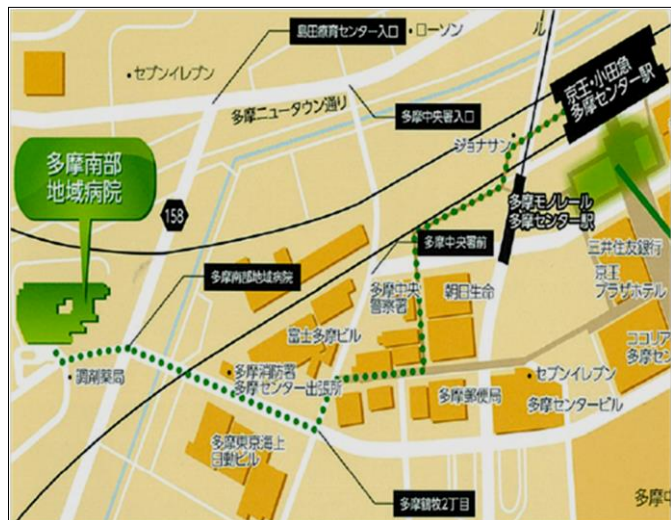 島田療育センター入口
・ローソン
ル
・セブンイレブン
京王・小田急
多摩センター駅
多摩ニュータウン通り
多摩中央署入口
ジョナサン
多摩南部
地域病院
158
多摩モノレール
多摩センター駅
多摩中央署前
三井住友銀行
京王
プラザホテル
多摩南部地域病院
多摩中央
警察署
朝日生命
富士多摩ビル
ココリア
多摩セン
・調剤薬局
多摩消防署
多摩センター出張所
・セブンイレブン
多摩郵便局
多摩センタービル
多摩東京海上
日動ビル
多摩鶴牧2丁目
多摩中